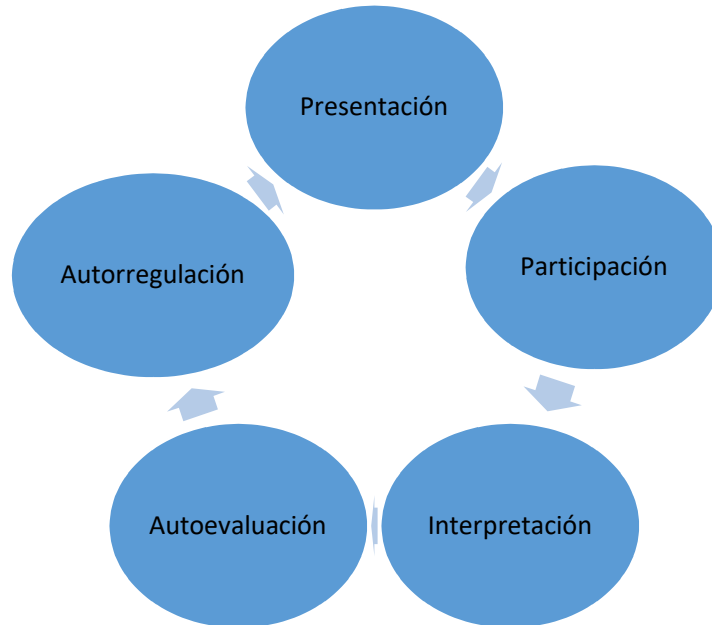 Presentación
Participación
Interpretación
Autoevaluación
Autorregulación